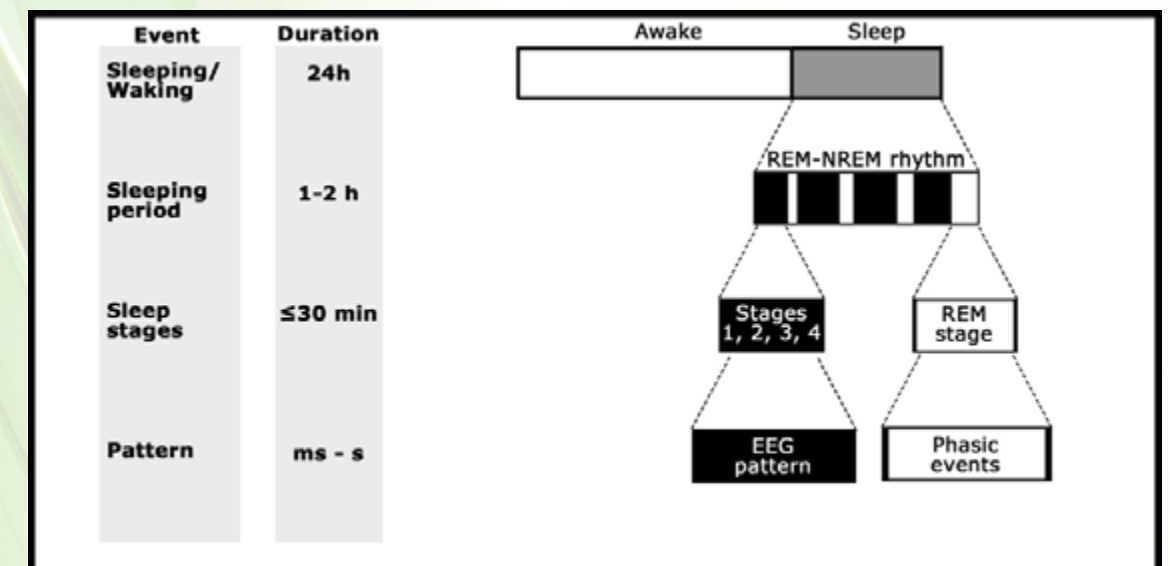 Event Duration Awake Sleep
Sleeping/ 24h
Waking
REM-NREM rhythm
Sleeping 1-2 h
period
Sleep ≤30 min Stages REM
stages 1, 2, 3, 4 stage
Pattern ms - s EEG Phasic
pattern events